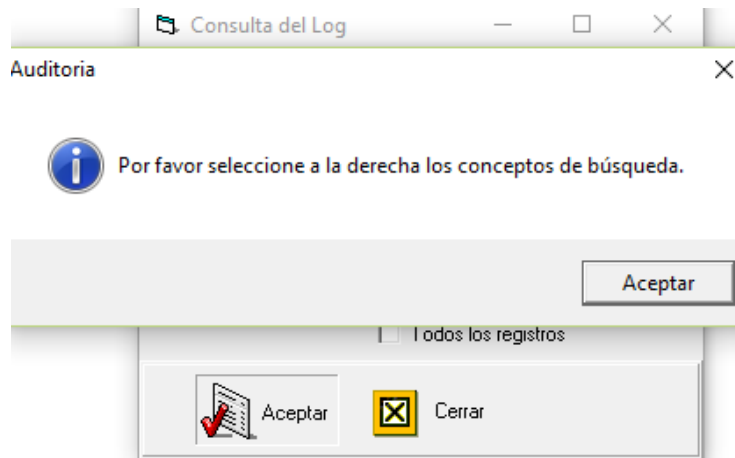 Consulta del Log
Auditoria
Por favor seleccione a la derecha los conceptos de búsqueda.
Aceptar
Todos los registros
Aceptar
Cerrar